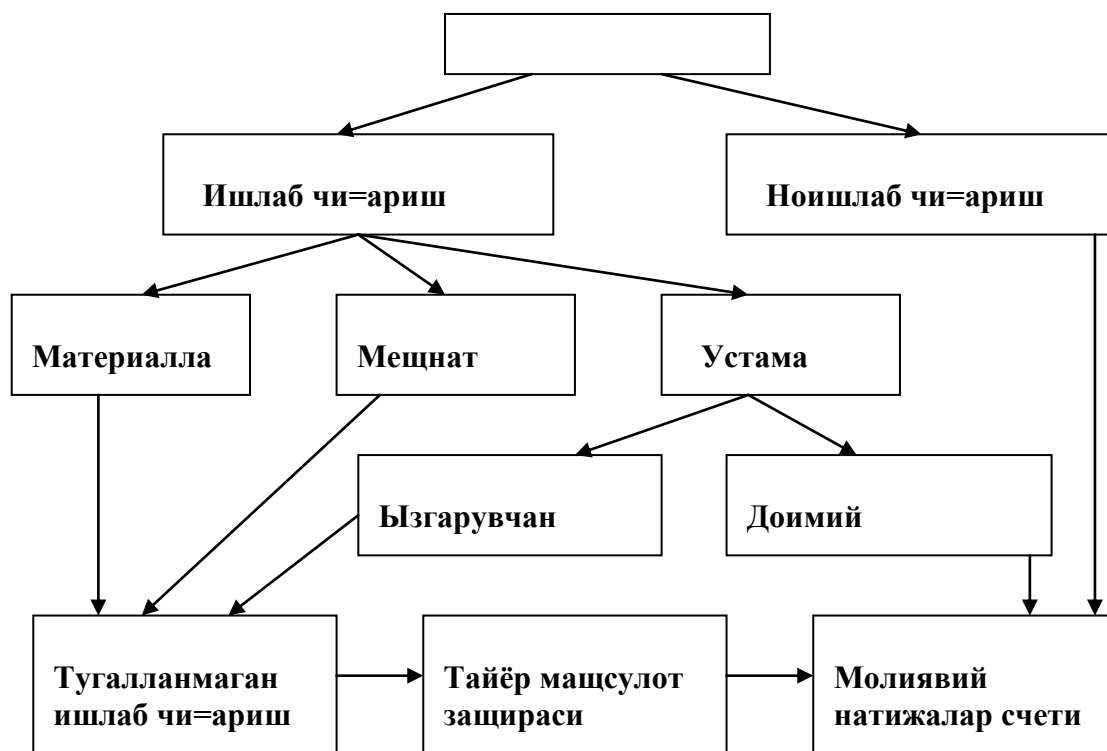 Ишлаб чи=ариш
Ноишлаб чи=ариш
Материалла
Мещнат
Устама
Ызгарувчан
Доимий
Тугалланмаган
ишлаб чи=ариш
Тайёр мащсулот
защираси
Молиявий
натижалар счети